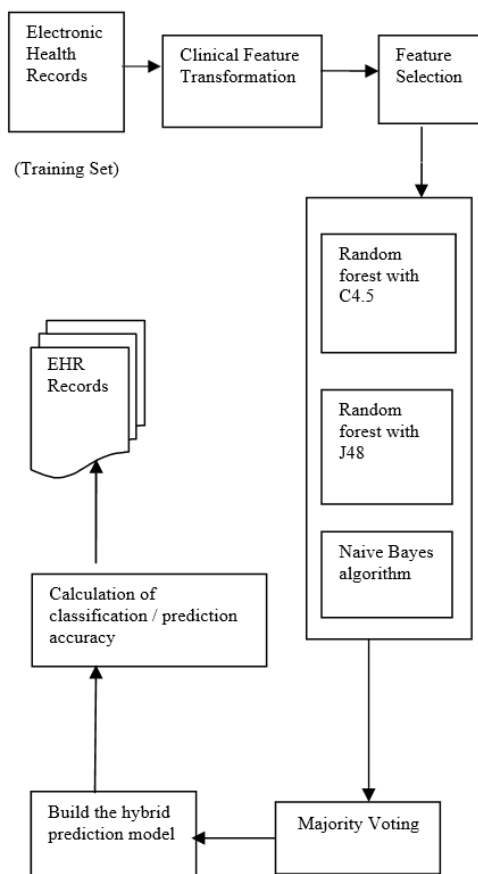 Electronic
Health
Records
Clinical Feature
Transformation
Feature
Selection
(Training Set)
Random
forest with
C4.5
Random
forest with
J48
Naive Bayes
algorithm
EHR
Records
Calculation of
classification / prediction
accuracy
Build the hybrid
prediction model
Majority Voting